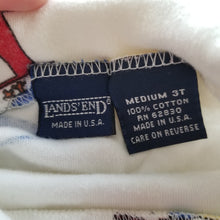 LANDS' END®
MADE IN U.S.A.
MEDIUM 3T
100% COTTON
RN 62830
MADE IN U.S.A.
CARE ON REVERSE